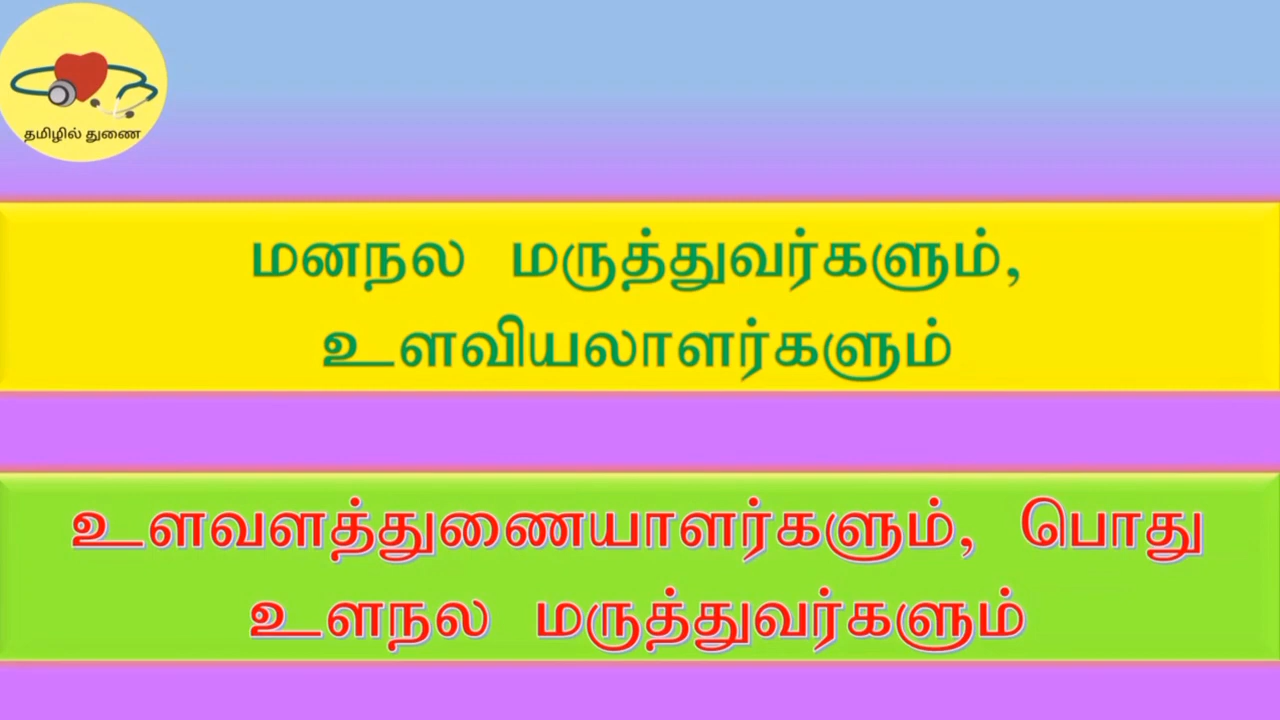 தமிழில் துணை
மனநல மருத்துவர்களும்,
உளவியலாளர்களும்
உளவளத்துணையாளர்களும், பொது
உளநல மருத்துவர்களும்